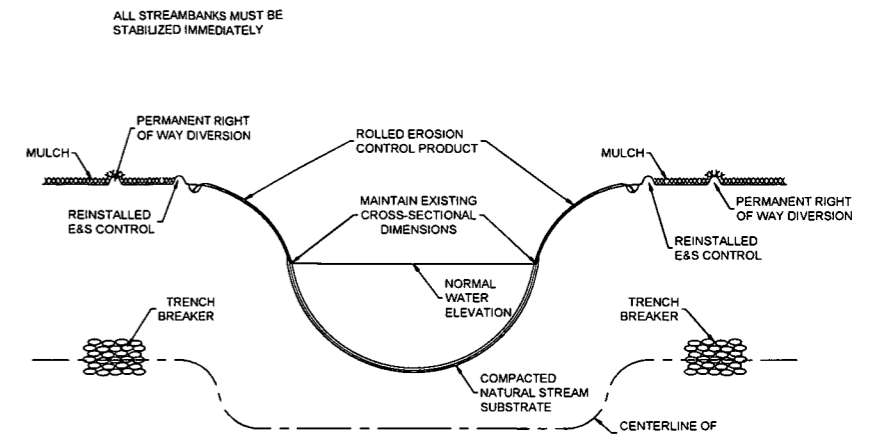 ALL STREAMBANKS MUST BE
STABILIZED IMMEDIATELY
PERMANENT RIGHT
OF WAY DIVERSION
MULCH
REINSTALLED
E&S CONTROL
ROLLED EROSION
CONTROL PRODUCT
MAINTAIN EXISTING
CROSS-SECTIONAL
DIMENSIONS
MULCH
PERMANENT RIGHT
OF WAY DIVERSION
REINSTALLED
E&S CONTROL
NORMAL
WATER
ELEVATION
TRENCH
BREAKER
TRENCH
BREAKER
COMPACTED
NATURAL STREAM
SUBSTRATE
CENTERLINE OF